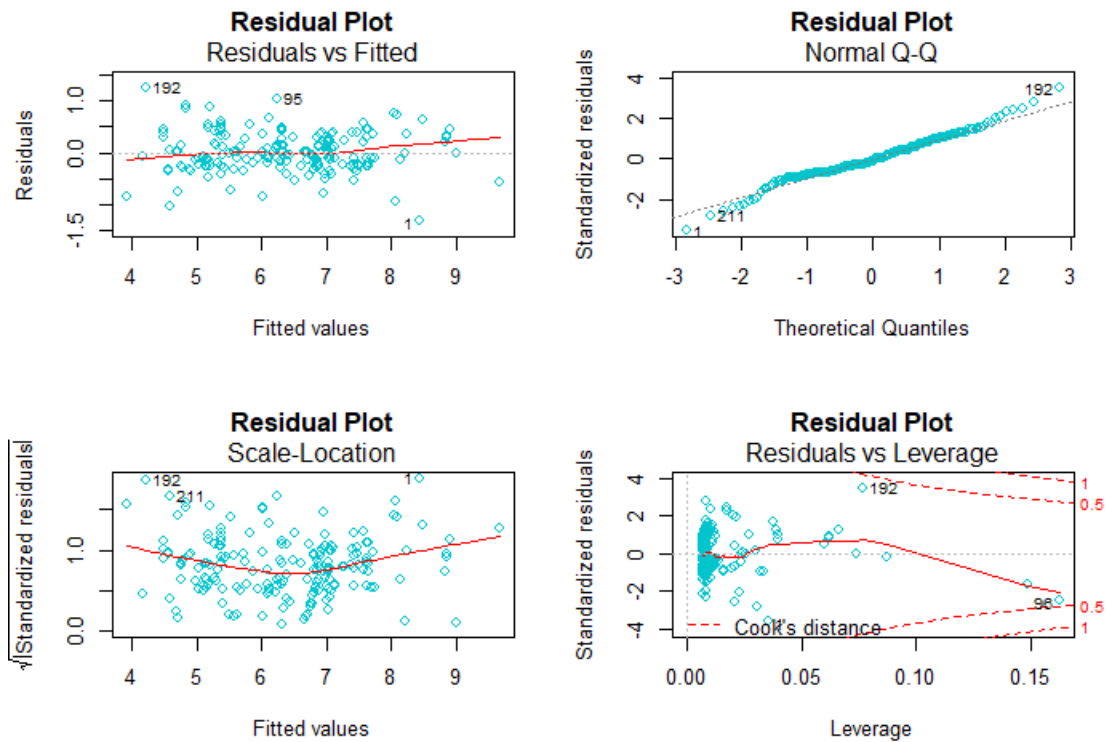 Residual Plot
Residuals vs Fitted
Residuals
1.0
0.0
-1.5
192
95
1
4 5 6 7 8 9
Fitted values
Residual Plot
Normal Q-Q
Standardized residuals
4
2
0
-2
192
211
1
-3 -2 -1 0 1 2 3
Theoretical Quantiles
Residual Plot
Scale-Location
√|Standardized residuals|
1.0
0.0
192
211
1
4 5 6 7 8 9
Fitted values
Residual Plot
Residuals vs Leverage
Standardized residuals
4
2
0
-2
-4
192
96
1
0.5
0.5
1
Cook's distance
0.00 0.05 0.10 0.15
Leverage